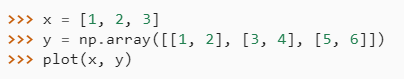 >>> x = [1, 2, 3]
>>> y = np.array([[1, 2], [3, 4], [5, 6]])
>>> plot(x, y)